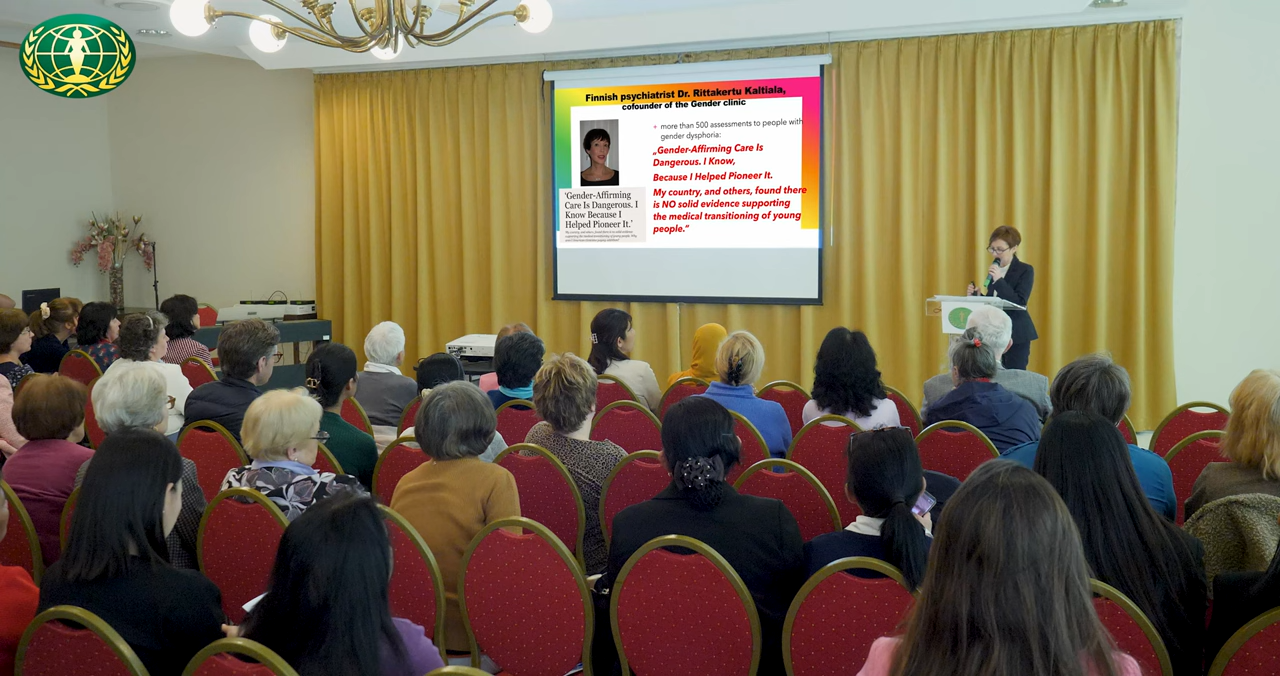 Finnish psychiatrist Dr. Rittakertu Kaltiala,
cofounder of the Gender clinic
+ more than 500 assessments to people with
gender dysphoria:
„Gender-Affirming Care Is
Dangerous. I Know,
Because I Helped Pioneer It.
My country, and others, found there
is NO solid evidence supporting
the medical transitioning of young
people.“
'Gender-Affirming
Care Is Dangerous. I
Know Because I
Helped Pioneer It.'